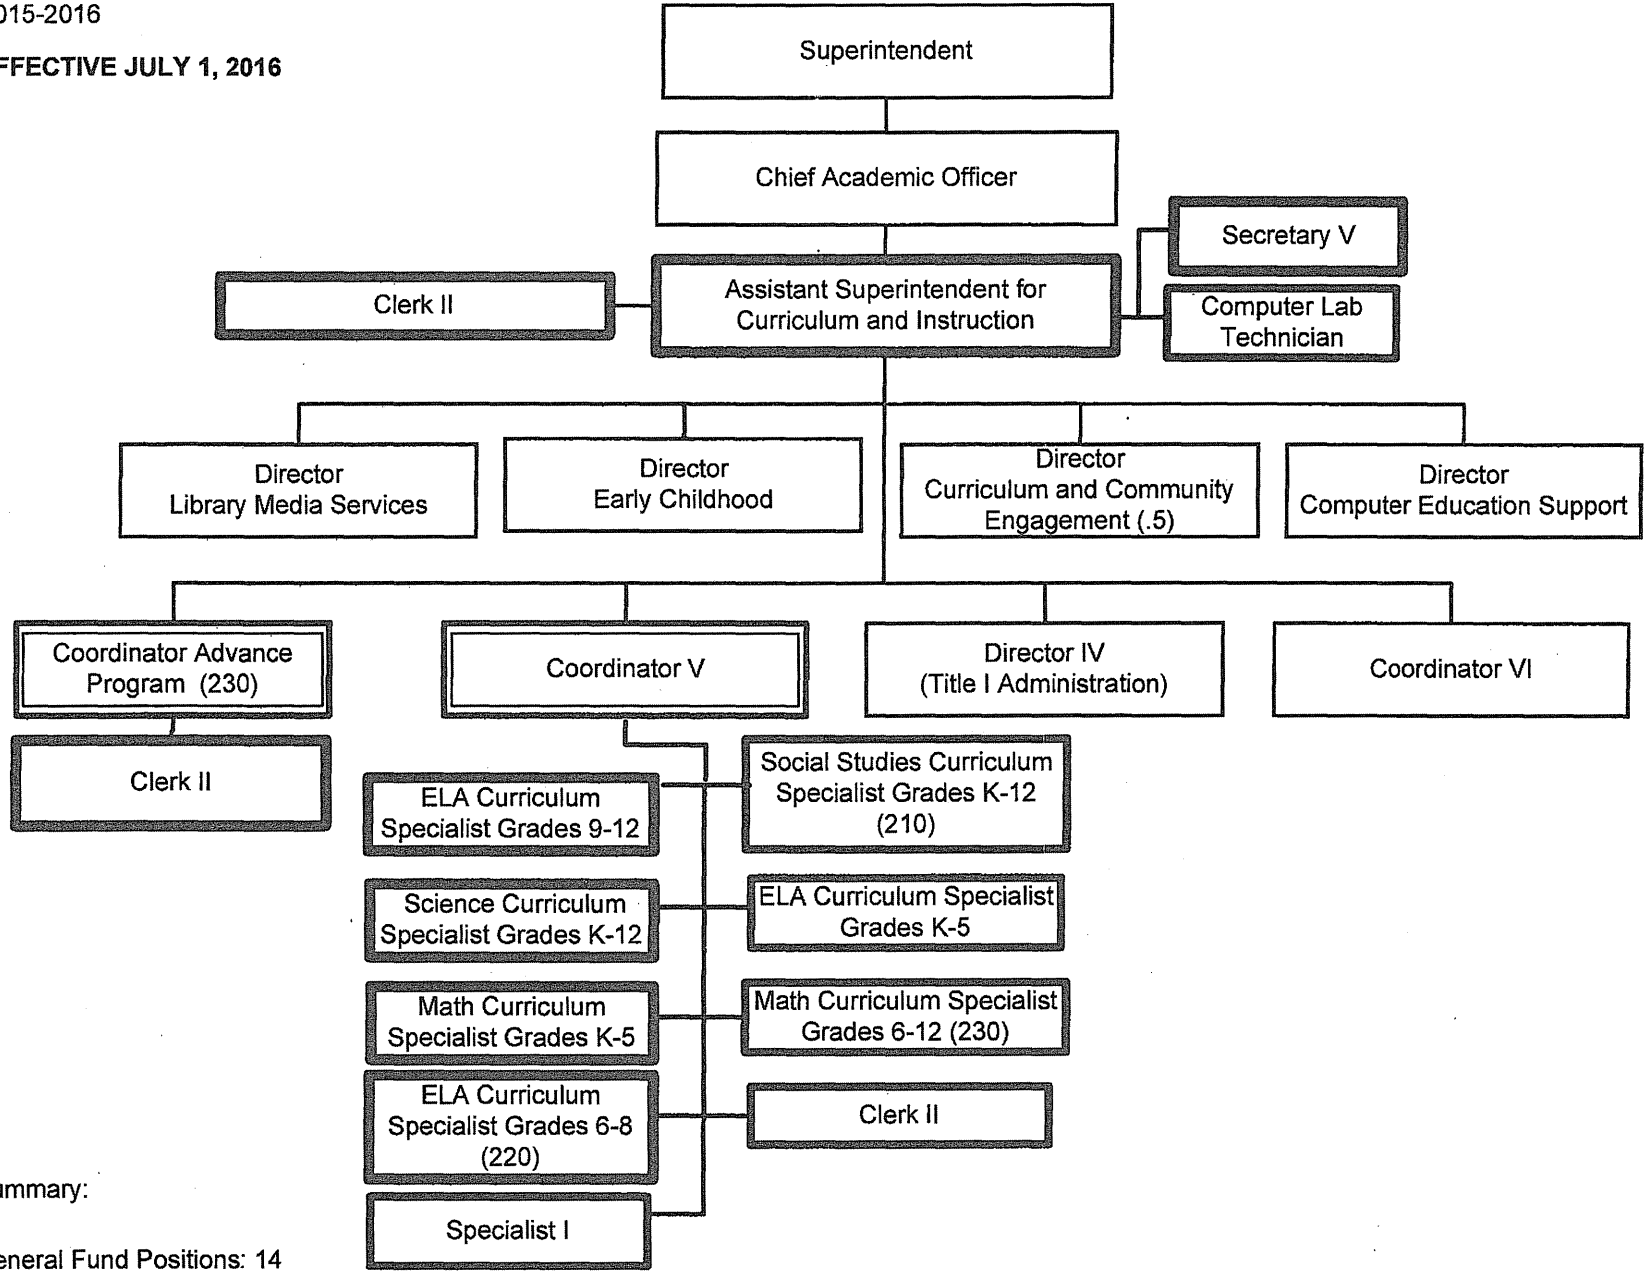 015-2016
FFECTIVE JULY 1, 2016
Superintendent
Chief Academic Officer
Secretary V
Clerk II
Assistant Superintendent for
Curriculum and Instruction
Computer Lab
Technician
Director
Library Media Services
Director
Early Childhood
Director
Curriculum and Community
Engagement (.5)
Director
Computer Education Support
Coordinator Advance
Program (230)
Coordinator V
Director IV
(Title I Administration)
Coordinator VI
Clerk II
ELA Curriculum
Specialist Grades 9-12
Social Studies Curriculum
Specialist Grades K-12
(210)
Science Curriculum
Specialist Grades K-12
ELA Curriculum Specialist
Grades K-5
Math Curriculum
Specialist Grades K-5
Math Curriculum Specialist
Grades 6-12 (230)
ELA Curriculum
Specialist Grades 6-8
(220)
Clerk II
Specialist I
ummary:
eneral Fund Positions: 14